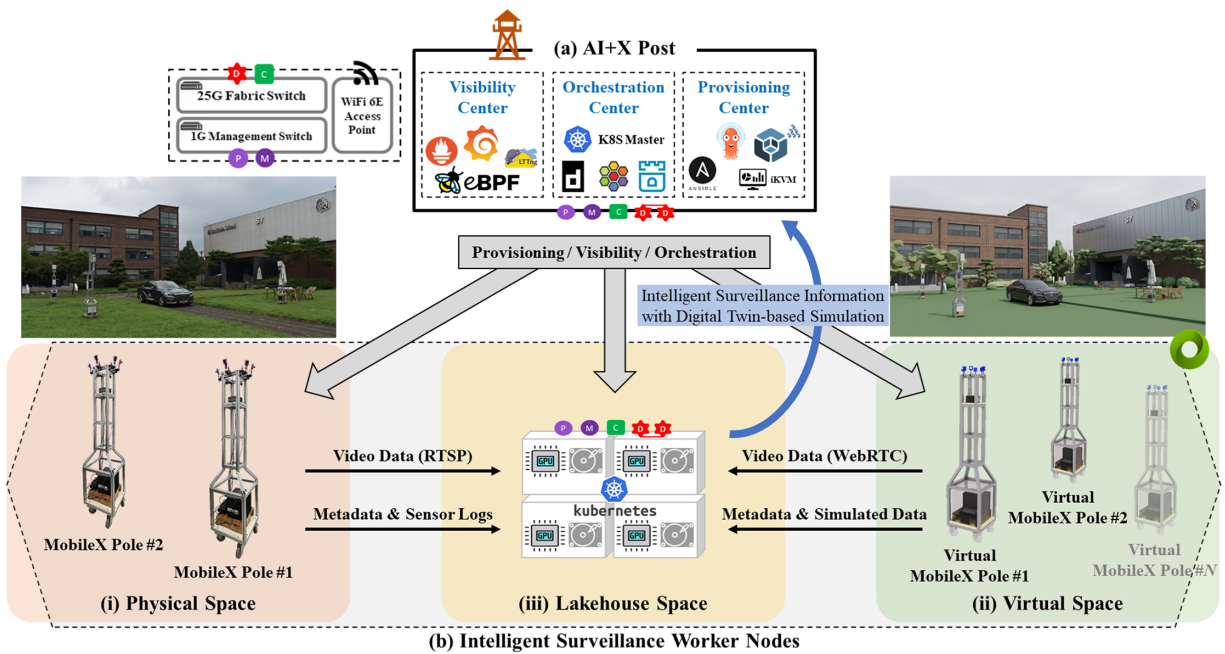 (a) AI+X Post
D C
25G Fabric Switch
1G Management Switch
P M
WiFi 6E
Access
Point
Visibility
Center
LTTng
eBPF
Orchestration
Center
K8S Master
d
Provisioning
Center
A
ANSIBLE
iKVM
P M C D D
Provisioning / Visibility / Orchestration
Intelligent Surveillance Information
with Digital Twin-based Simulation
MobileX Pole #2
MobileX Pole #1
(i) Physical Space
Video Data (RTSP)
Metadata & Sensor Logs
P M C D D
GPU GPU
kubernetes
GPU GPU
(iii) Lakehouse Space
Video Data (WebRTC)
Metadata & Simulated Data
Virtual
MobileX Pole #2
Virtual
MobileX Pole #1
Virtual
MobileX Pole #N
(ii) Virtual Space
(b) Intelligent Surveillance Worker Nodes